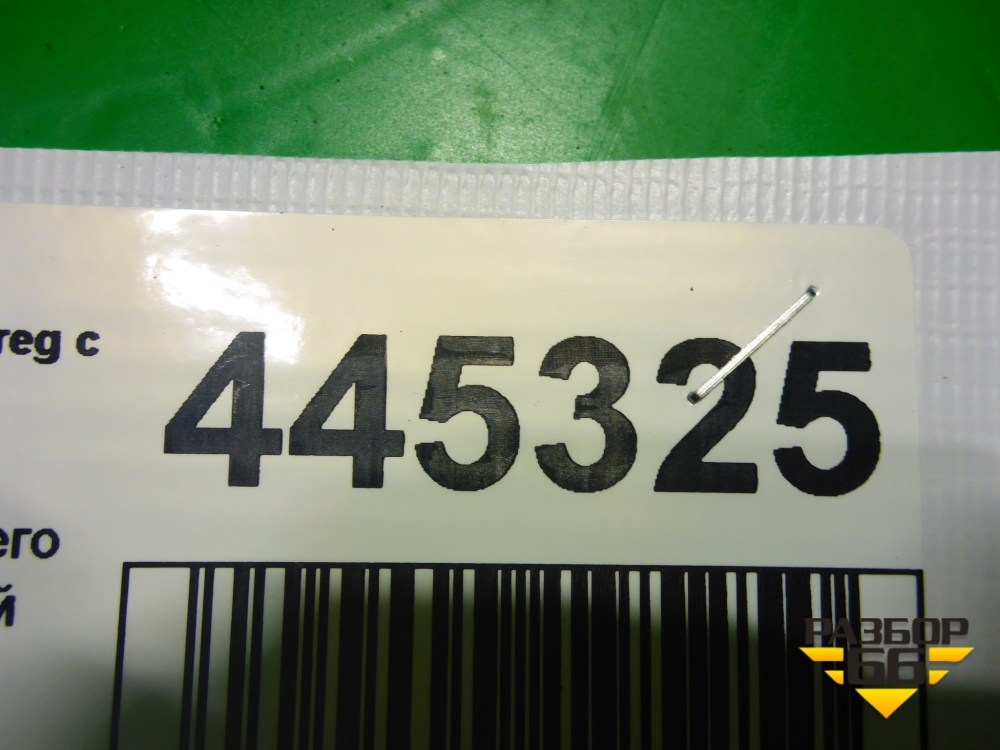 reg с
445325
его
й
РАЗБОР
66